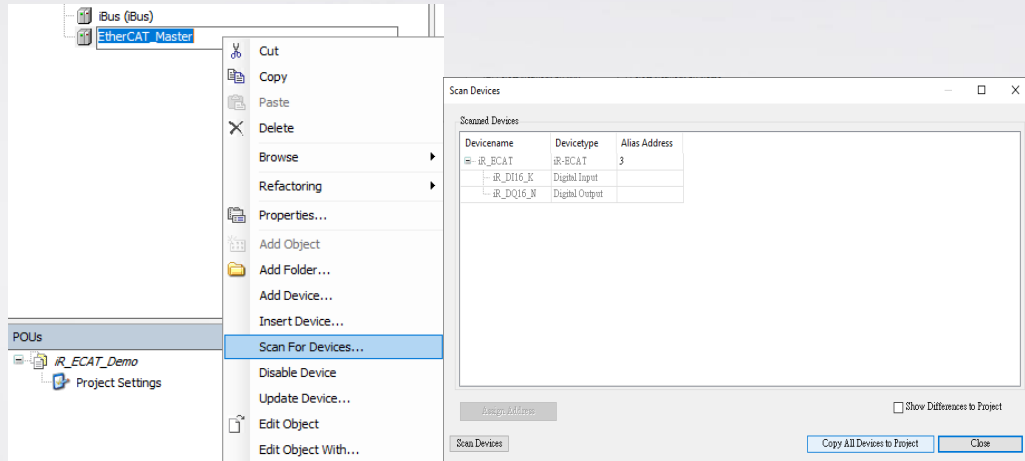 iBus (iBus)
EtherCAT_Master
Cut
Copy
Paste
Delete
Browse
Refactoring
Properties...
Add Object
Add Folder...
Add Device...
Insert Device...
Scan For Devices...
Disable Device
Update Device...
Edit Object
Edit Object With...
POUs
iR_ECAT_Demo
Project Settings
Scan Devices
Scanned Devices
Devicename Devicetype Alias Address
iR_ECAT iR-ECAT 3
iR_DI16_K Digital Input
iR_DQ16_N Digital Output
Assign Address
Show Differences to Project
Scan Devices
Copy All Devices to Project
Close